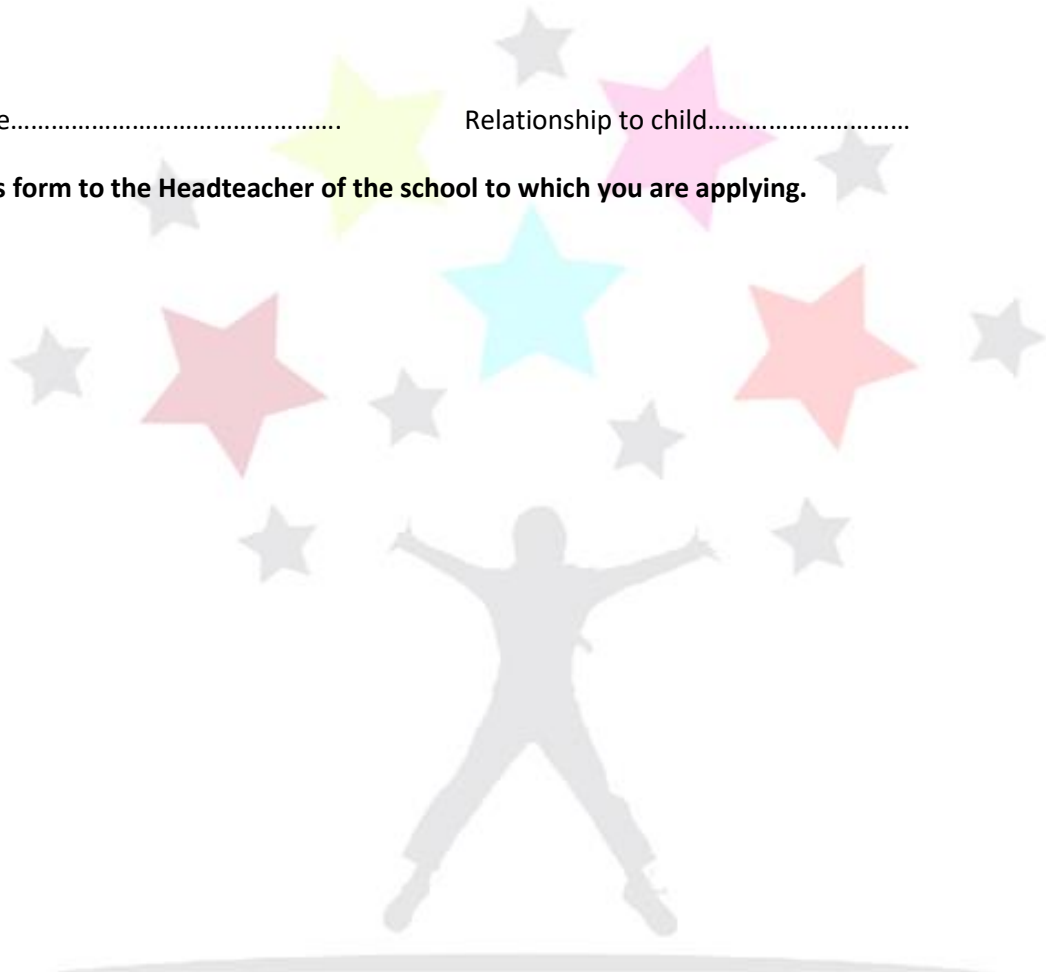 e…………………………………………. Relationship to child…………………………
s form to the Headteacher of the school to which you are applying.